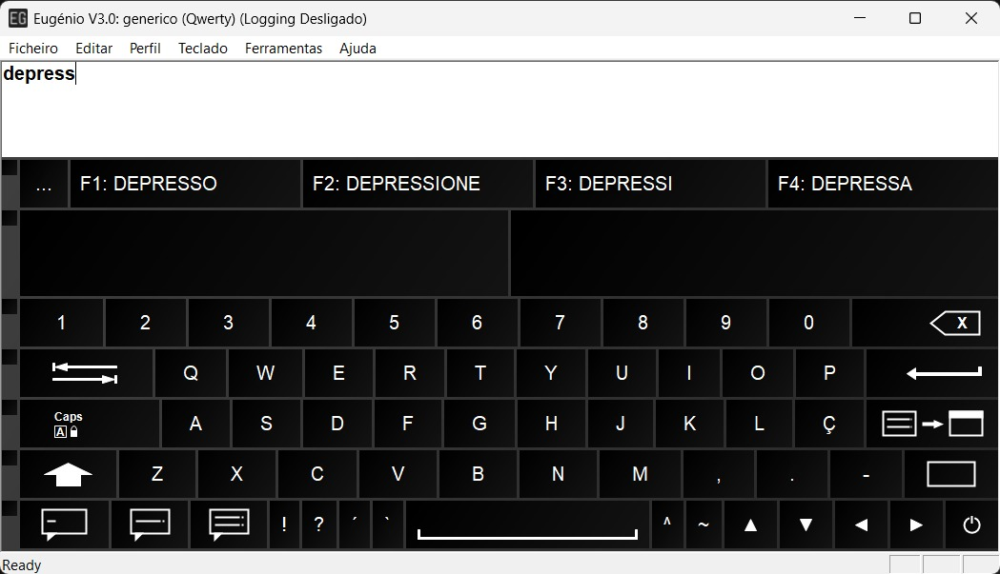 EG Eugénio V3.0: generico (Qwerty) (Logging Desligado)
Ficheiro Editar Perfil Teclado Ferramentas Ajuda
depress
... F1: DEPRESSO F2: DEPRESSIONE F3: DEPRESSI F4: DEPRESSA
1 2 3 4 5 6 7 8 9 0 X
Q W E R T Y U I O P
Caps
A
A S D F G H J K L Ç
Z X C V B N M , . -
! ? ´ ` ^ ~
Ready